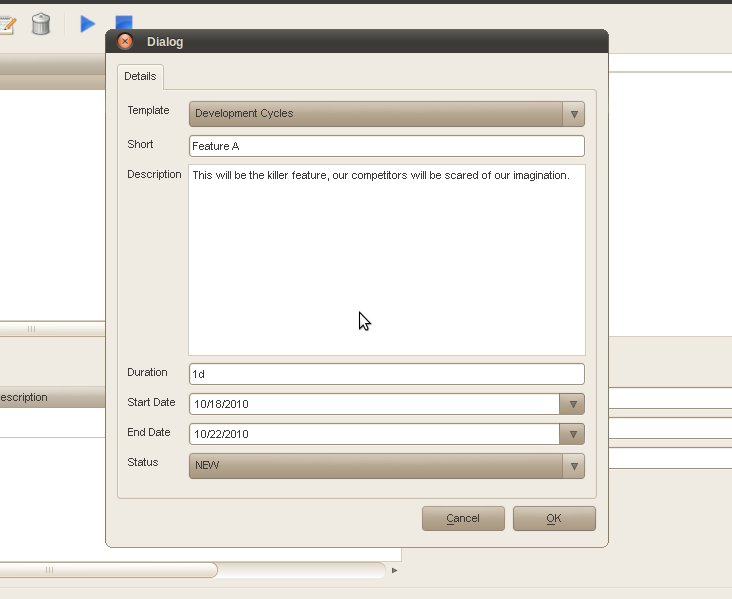 Dialog
Details
Template
Development Cycles
Short
Feature A
Description
This will be the killer feature, our competitors will be scared of our imagination.
Duration
1d
escription
Start Date
10/18/2010
End Date
10/22/2010
Status
NEW
Cancel
OK